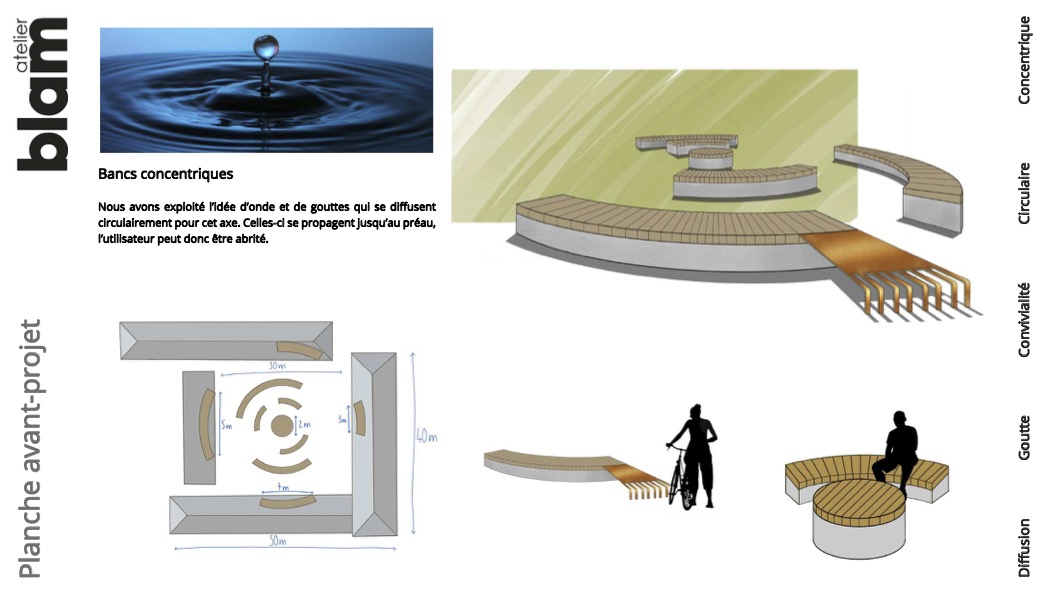 atelier
blam
Planche avant-projet
Bancs concentriques
Nous avons exploité l'idée d'onde et de gouttes qui se diffusent
circulairement pour cet axe. Celles-ci se propagent jusqu'au préau,
l'utilisateur peut donc être abrité.
30m
5m
2m
3m
40m
4m
50m
Concentrique
Circulaire
Convivialité
Goutte
Diffusion